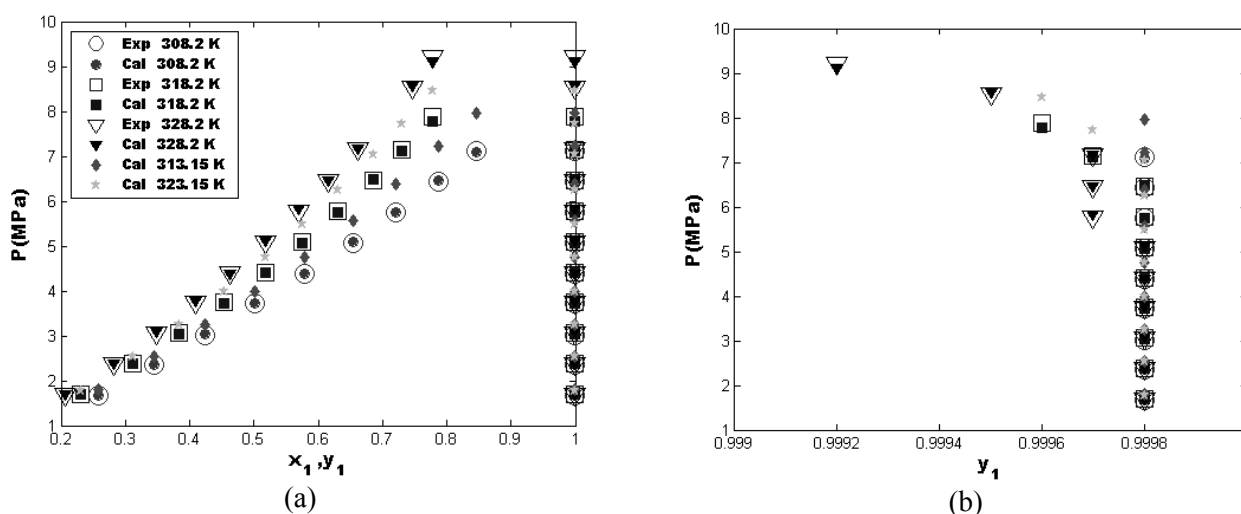 10
9
8
7
6
5
4
3
2
1
P(MPa)
Exp 308.2 K
Cal 308.2 K
Exp 318.2 K
Cal 318.2 K
Exp 328.2 K
Cal 328.2 K
Cal 313.15 K
Cal 323.15 K
0.2 0.3 0.4 0.5 0.6 0.7 0.8 0.9 1
x1,y1
(a)
10
9
8
7
6
5
4
3
2
1
P(MPa)
0.999 0.9992 0.9994 0.9996 0.9998
y1
(b)